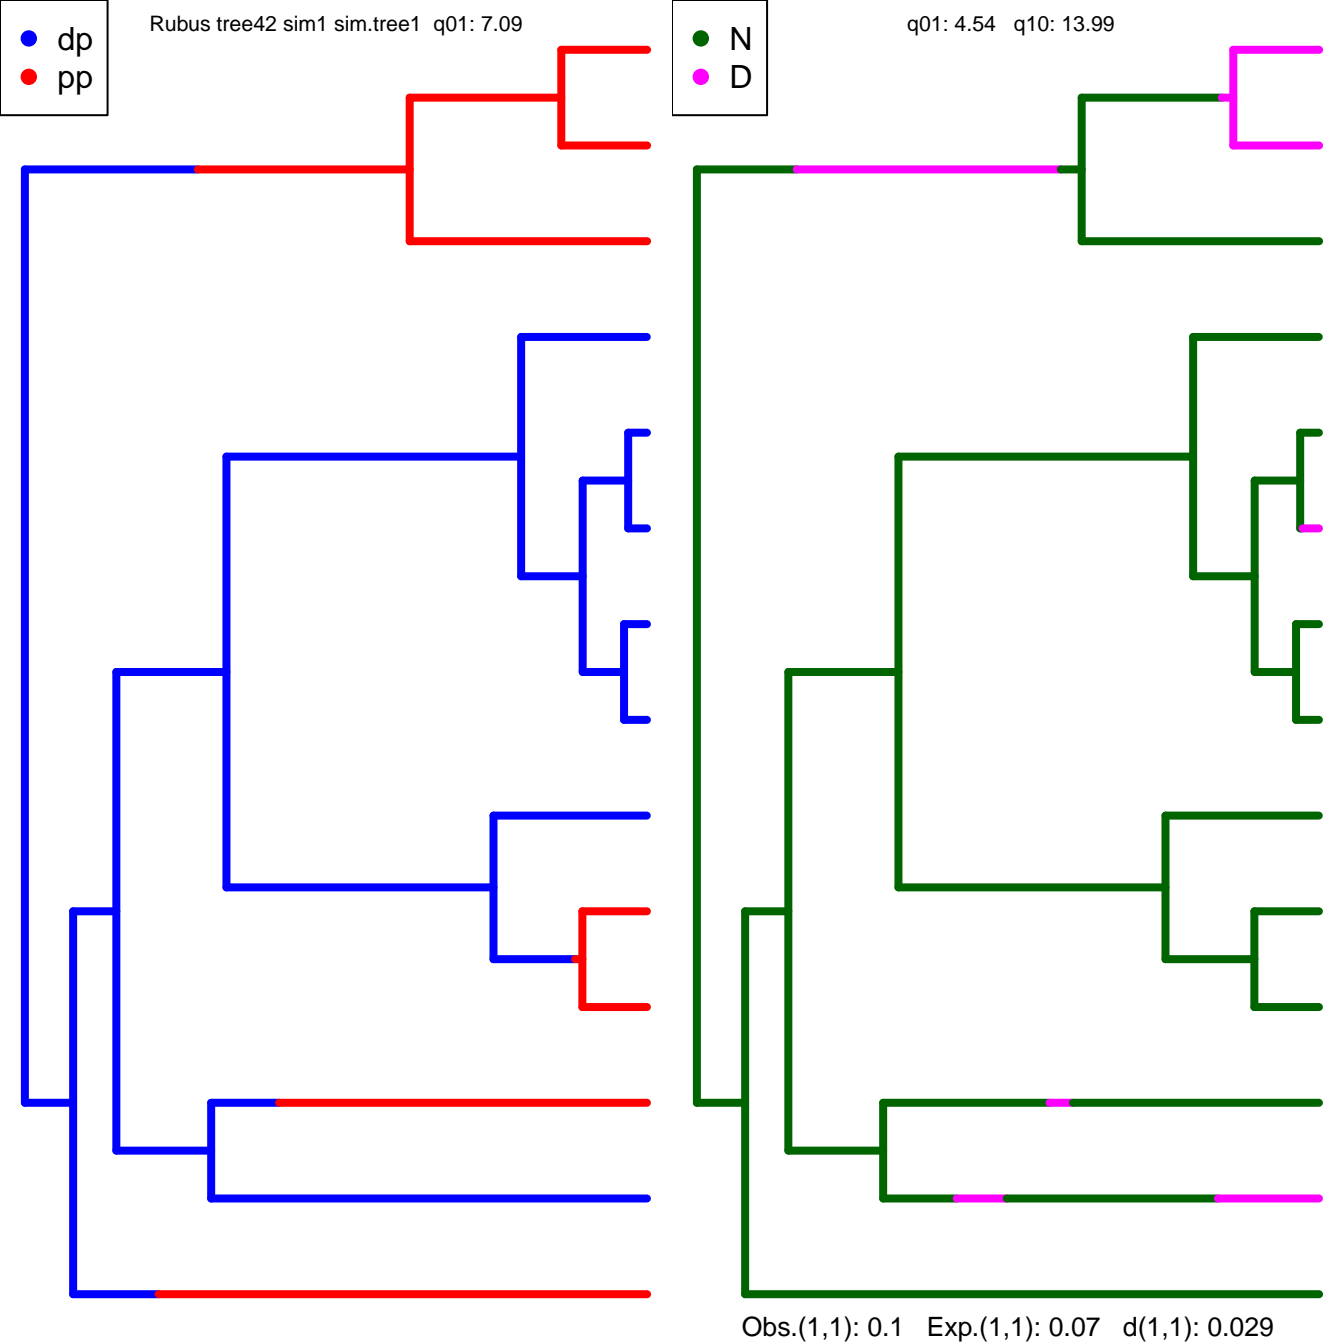 dp
pp
Rubus tree42 sim1 sim.tree1 q01: 7.09
N
D
q01: 4.54 q10: 13.99
Obs.(1,1): 0.1 Exp.(1,1): 0.07 d(1,1): 0.029